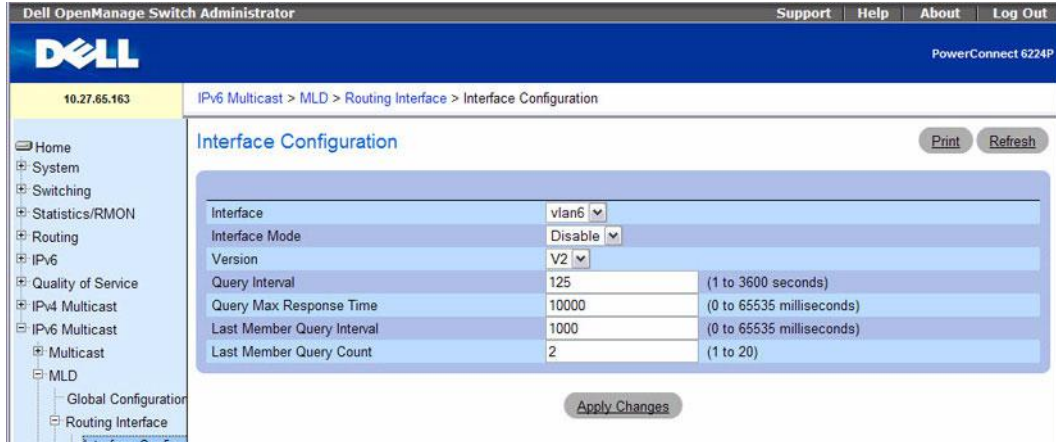 Dell OpenManage Switch Administrator
Support Help About Log Out
DELL
PowerConnect 6224P
10.27.65.163
IPv6 Multicast > MLD > Routing Interface > Interface Configuration
Home
System
Switching
Statistics/RMON
Routing
IPv6
Quality of Service
IPv4 Multicast
IPv6 Multicast
Multicast
MLD
Global Configuration
Routing Interface
Interface Configuration
Print Refresh
Interface vlan6
Interface Mode Disable
Version V2
Query Interval 125 (1 to 3600 seconds)
Query Max Response Time 10000 (0 to 65535 milliseconds)
Last Member Query Interval 1000 (0 to 65535 milliseconds)
Last Member Query Count 2 (1 to 20)
Apply Changes